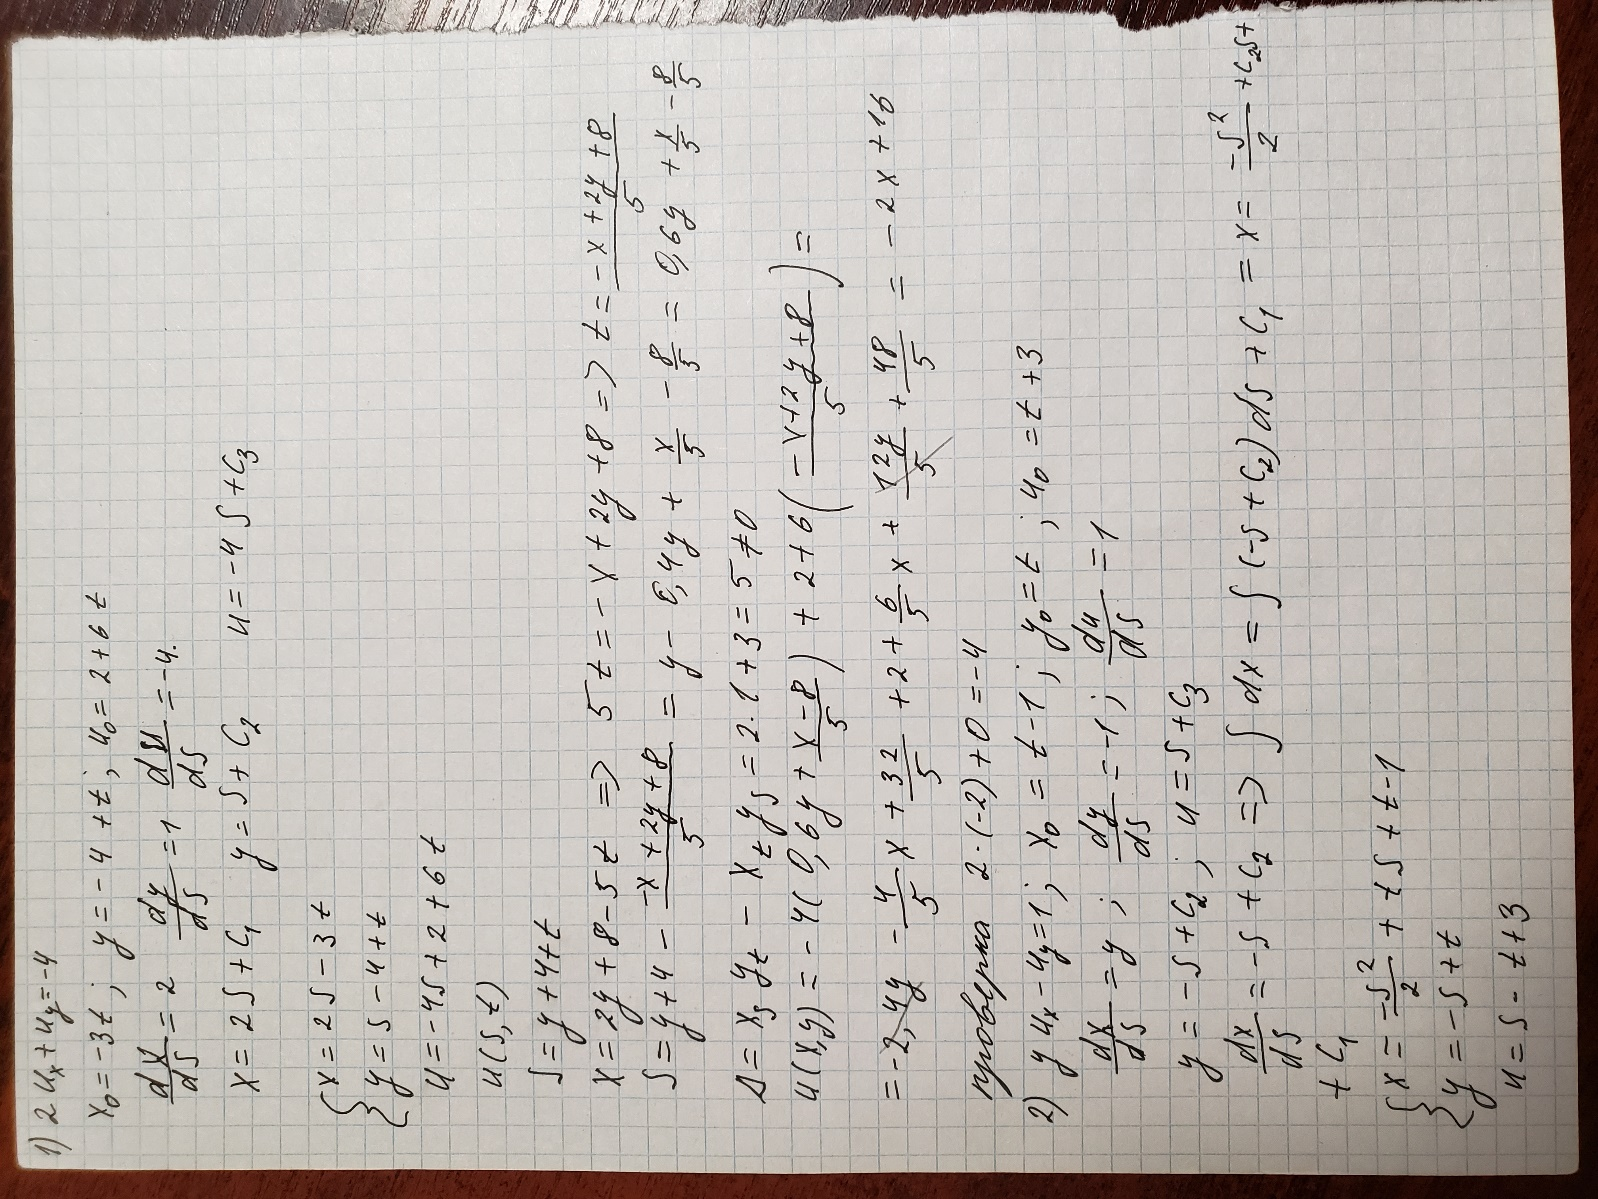 1) 2u_x + u_y = -4
x_0 = -3t ; y = -4 + t ; u_0 = 2 + 6t
dx/ds = 2 dy/ds = 1 du/ds = -4.
x = 2s + c_1 y = s + c_2 u = -4s + c_3
{ x = 2s - 3t
{ y = s - 4 + t
u = -4s + 2 + 6t
u(s, t)
s = y + 4 + t
x = 2y + 8 - 5t => 5t = -x + 2y + 8 => t = (-x + 2y + 8)/5
s = y + 4 - (-x + 2y + 8)/5 = y - 0,4y + x/5 - 8/5 = 0,6y + x/5 - 8/5
Δ = x_s y_t - x_t y_s = 2·1 + 3 = 5 ≠ 0
u(x,y) = -4(0,6y + (x - 8)/5) + 2 + 6((-x + 2y + 8)/5) =
= -2,4y - 4/5 x + 32/5 + 2 + 6/5 x + 12y/5 + 48/5 = -2x + 16
проверка 2·(-2) + 0 = -4
2) y u_x - u_y = 1 ; x_0 = t - 1 ; y_0 = t ; u_0 = t + 3
dx/ds = y ; dy/ds = -1 ; du/ds = 1
y = -s + c_2 ; u = s + c_3
dx/ds = -s + c_2 => ∫ dx = ∫ (-s + c_2) ds + c_1 = x = -s^2/2 + c_2 s +
+ c_1
{ x = -s^2/2 + ts + t - 1
{ y = -s + t
u = s - t + 3